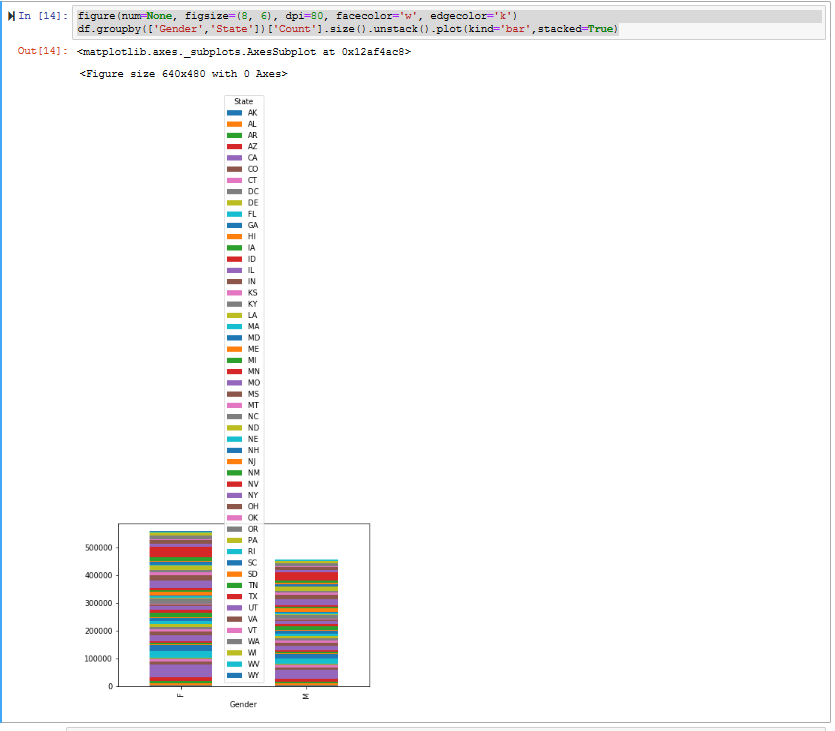 In [14]: figure(num=None, figsize=(8, 6), dpi=80, facecolor='w', edgecolor='k')
df.groupby(['Gender','State'])['Count'].size().unstack().plot(kind='bar',stacked=True)
Out[14]: <matplotlib.axes._subplots.AxesSubplot at 0x12af4ac8>
<Figure size 640x480 with 0 Axes>
State
AK
AL
AR
AZ
CA
CO
CT
DC
DE
FL
GA
HI
IA
ID
IL
IN
KS
KY
LA
MA
MD
ME
MI
MN
MO
MS
MT
NC
ND
NE
NH
NJ
NM
NV
NY
OH
OK
OR
PA
RI
SC
SD
TN
TX
UT
VA
VT
WA
WI
WV
WY
500000
400000
300000
200000
100000
0
F
M
Gender